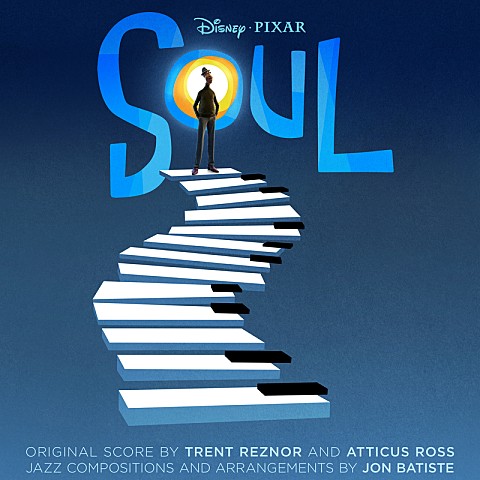 Disney · PIXAR
SOUL
ORIGINAL SCORE BY TRENT REZNOR AND ATTICUS ROSS
JAZZ COMPOSITIONS AND ARRANGEMENTS BY JON BATISTE